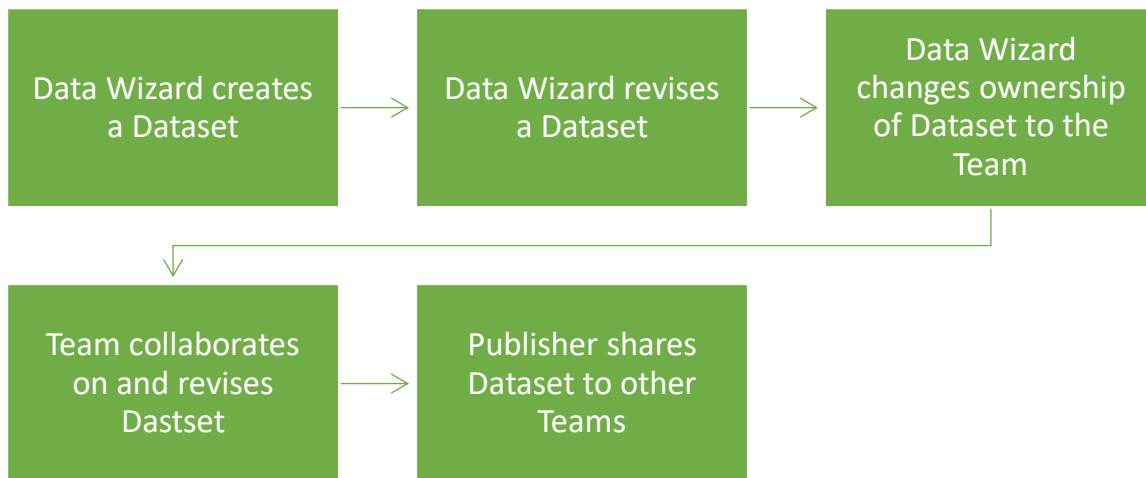 Data Wizard creates
a Dataset
Data Wizard revises
a Dataset
Data Wizard
changes ownership
of Dataset to the
Team
Team collaborates
on and revises
Dastset
Publisher shares
Dataset to other
Teams